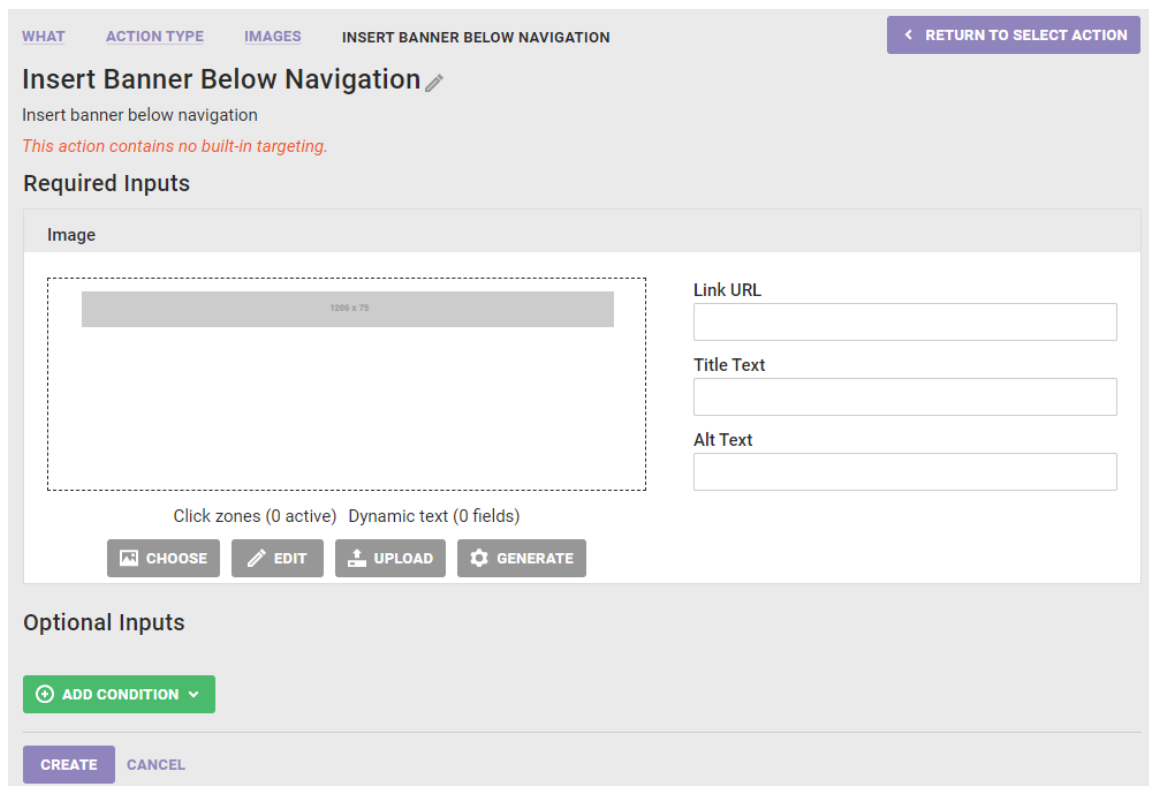 WHAT ACTION TYPE IMAGES INSERT BANNER BELOW NAVIGATION
RETURN TO SELECT ACTION
Insert Banner Below Navigation
Insert banner below navigation
This action contains no built-in targeting.
Required Inputs
Image
1206 x 75
Link URL
Title Text
Alt Text
Click zones (0 active) Dynamic text (0 fields)
CHOOSE EDIT UPLOAD GENERATE
Optional Inputs
ADD CONDITION
CREATE CANCEL